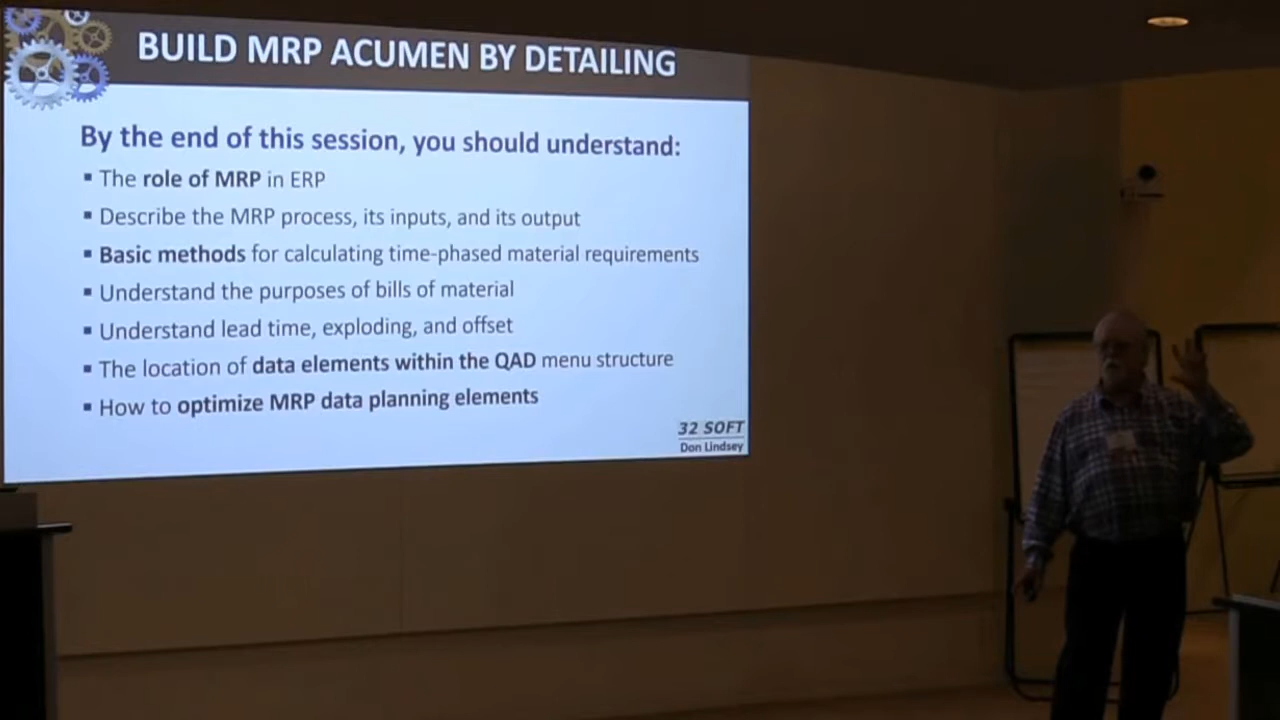 BUILD MRP ACUMEN BY DETAILING
By the end of this session, you should understand:
▪ The role of MRP in ERP
▪ Describe the MRP process, its inputs, and its output
▪ Basic methods for calculating time-phased material requirements
▪ Understand the purposes of bills of material
▪ Understand lead time, exploding, and offset
▪ The location of data elements within the QAD menu structure
▪ How to optimize MRP data planning elements
32 SOFT
Don Lindsey